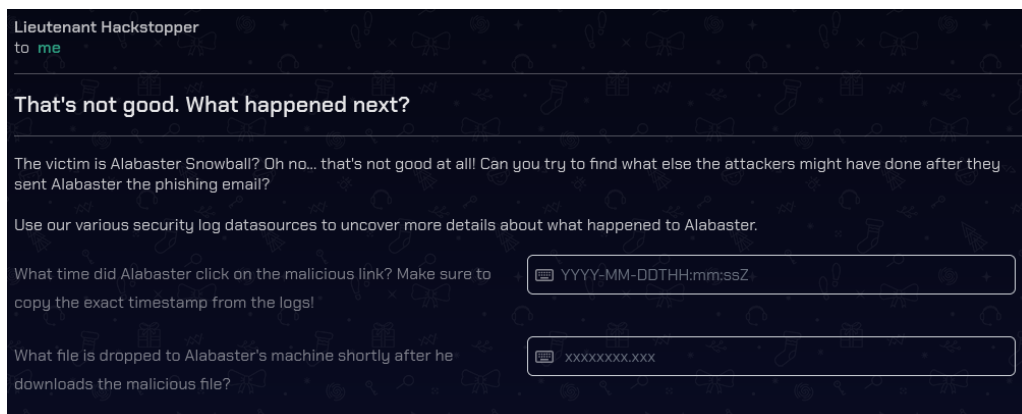 Lieutenant Hackstopper
to me
That's not good. What happened next?
The victim is Alabaster Snowball? Oh no... that's not good at all! Can you try to find what else the attackers might have done after they
sent Alabaster the phishing email?
Use our various security log datasources to uncover more details about what happened to Alabaster.
What time did Alabaster click on the malicious link? Make sure to
copy the exact timestamp from the logs!
YYYY-MM-DDTHH:mm:ssZ
What file is dropped to Alabaster's machine shortly after he
downloads the malicious file?
xxxxxxxx.xxx